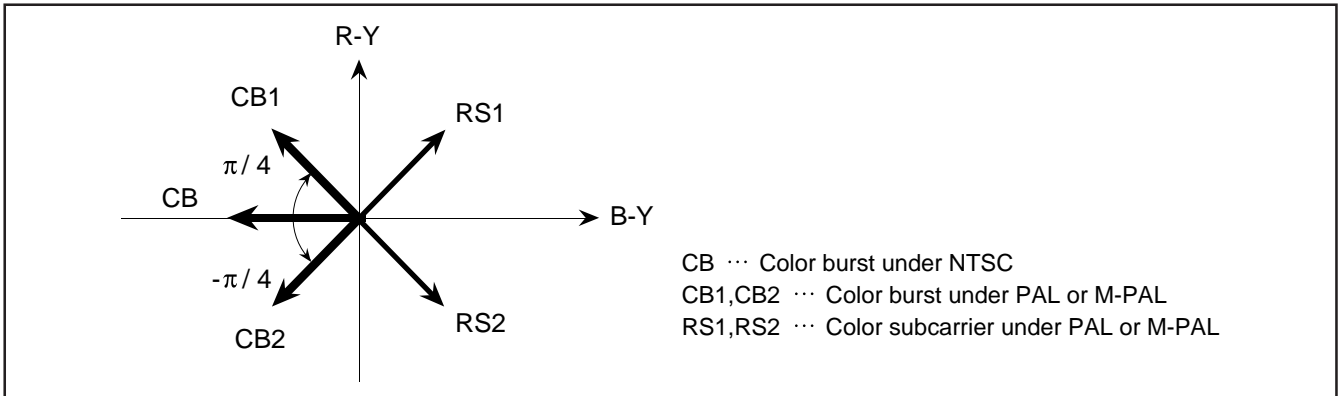 R-Y
CB1
RS1
π/ 4
CB
B-Y
-π/ 4
CB2
RS2
CB ··· Color burst under NTSC
CB1,CB2 ··· Color burst under PAL or M-PAL
RS1,RS2 ··· Color subcarrier under PAL or M-PAL